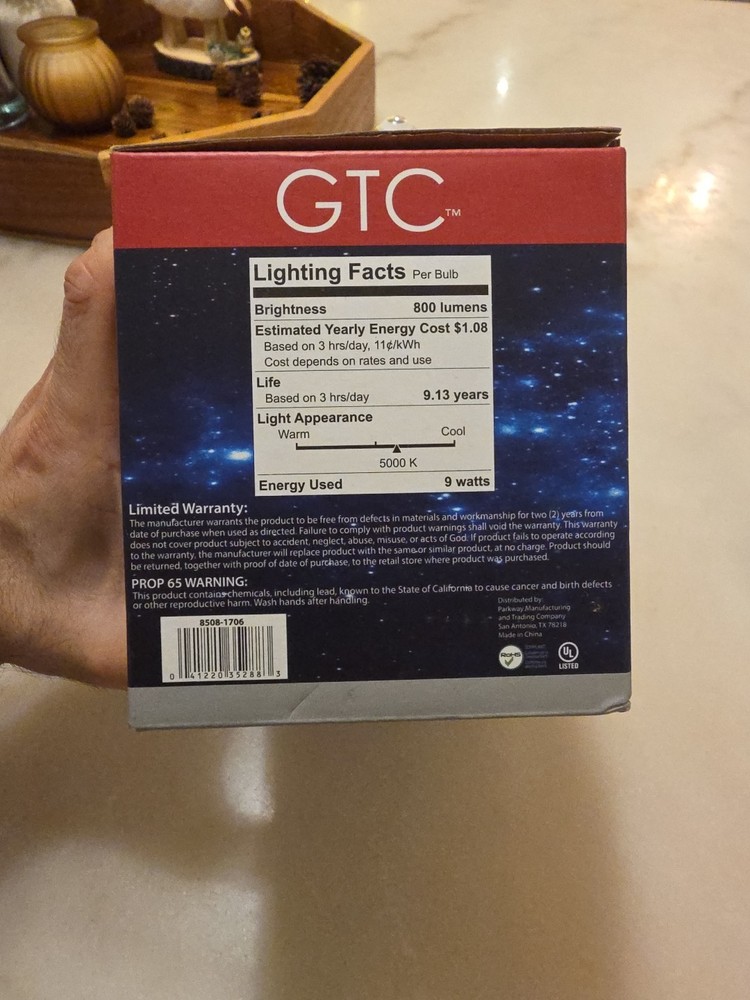 GTC™
Lighting Facts Per Bulb
Brightness 800 lumens
Estimated Yearly Energy Cost $1.08
Based on 3 hrs/day, 11¢/kWh
Cost depends on rates and use
Life
Based on 3 hrs/day 9.13 years
Light Appearance
Warm Cool
5000 K
Energy Used 9 watts
Limited Warranty:
The manufacturer warrants the product to be free from defects in materials and workmanship for two (2) years from
date of purchase when used as directed. Failure to comply with product warnings shall void the warranty. This warranty
does not cover product subject to accident, neglect, abuse, misuse, or acts of God. If product fails to operate according
to the warranty, the manufacturer will replace product with the same or similar product, at no charge. Product should
be returned, together with proof of date of purchase, to the retail store where product was purchased.
PROP 65 WARNING:
This product contains chemicals, including lead, known to the State of California to cause cancer and birth defects
or other reproductive harm. Wash hands after handling.
Distributed by:
Parkway Manufacturing
and Trading Company
San Antonio, TX 78218
Made in China
8508-1706
0 41220 35288 3
RoHS
UL
LISTED